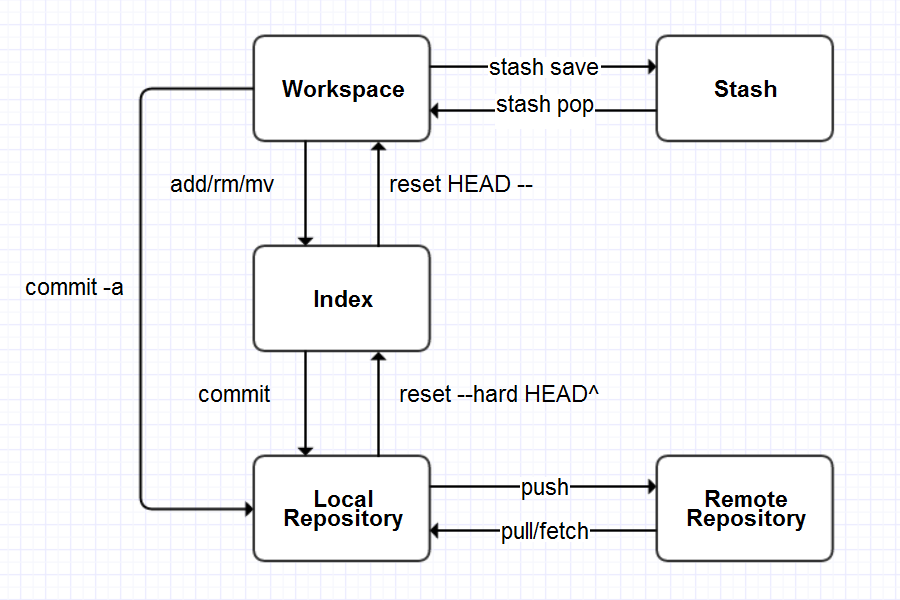 Workspace
stash save
stash pop
Stash
add/rm/mv
reset HEAD --
commit -a
Index
commit
reset --hard HEAD^
Local
Repository
push
pull/fetch
Remote
Repository